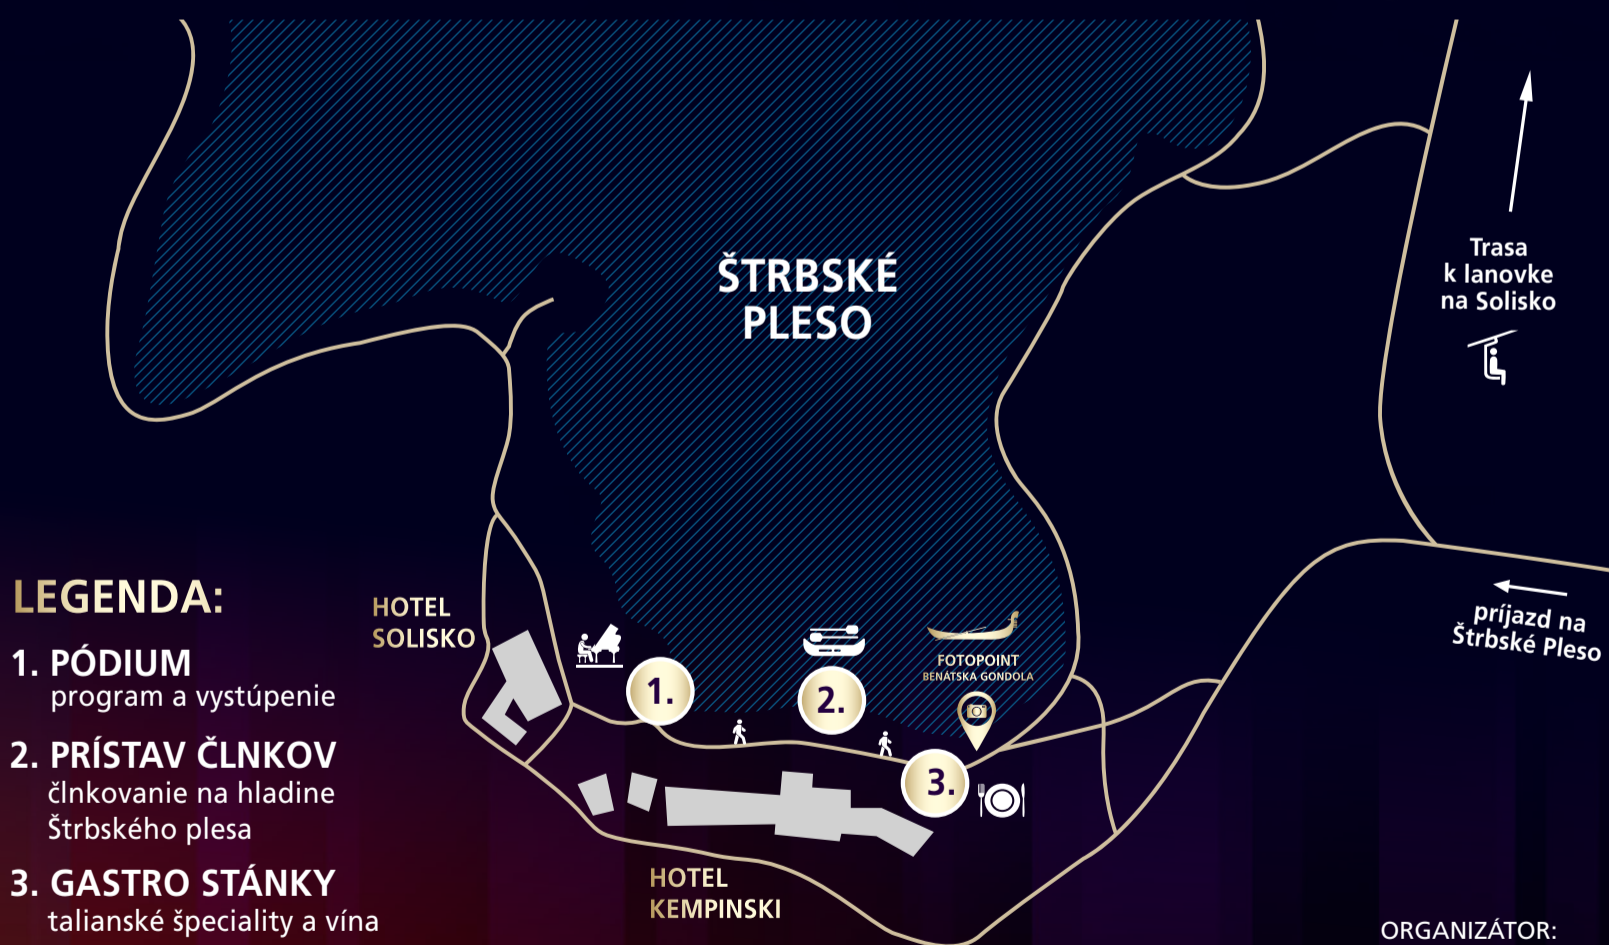 ŠTRBSKÉ
PLESO
Trasa
k lanovke
na Solisko
príjazd na
Štrbské Pleso
HOTEL
SOLISKO
FOTOPOINT
BENÁTSKA GONDOLA
1.
2.
3.
HOTEL
KEMPINSKI
LEGENDA:
1. PÓDIUM
program a vystúpenie
2. PRÍSTAV ČLNKOV
člnkovanie na hladine
Štrbského plesa
3. GASTRO STÁNKY
talianské špeciality a vína
ORGANIZÁTOR: